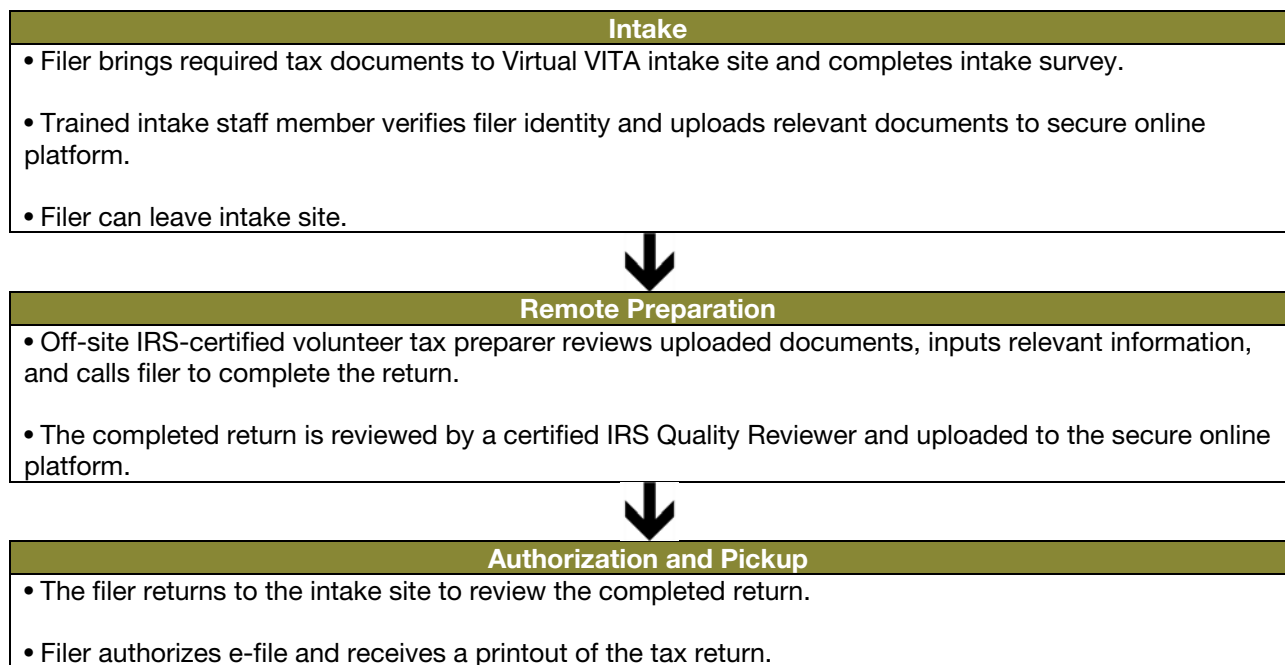 Intake
• Filer brings required tax documents to Virtual VITA intake site and completes intake survey.
• Trained intake staff member verifies filer identity and uploads relevant documents to secure online
platform.
• Filer can leave intake site.
Remote Preparation
• Off-site IRS-certified volunteer tax preparer reviews uploaded documents, inputs relevant information,
and calls filer to complete the return.
• The completed return is reviewed by a certified IRS Quality Reviewer and uploaded to the secure online
platform.
Authorization and Pickup
• The filer returns to the intake site to review the completed return.
• Filer authorizes e-file and receives a printout of the tax return.